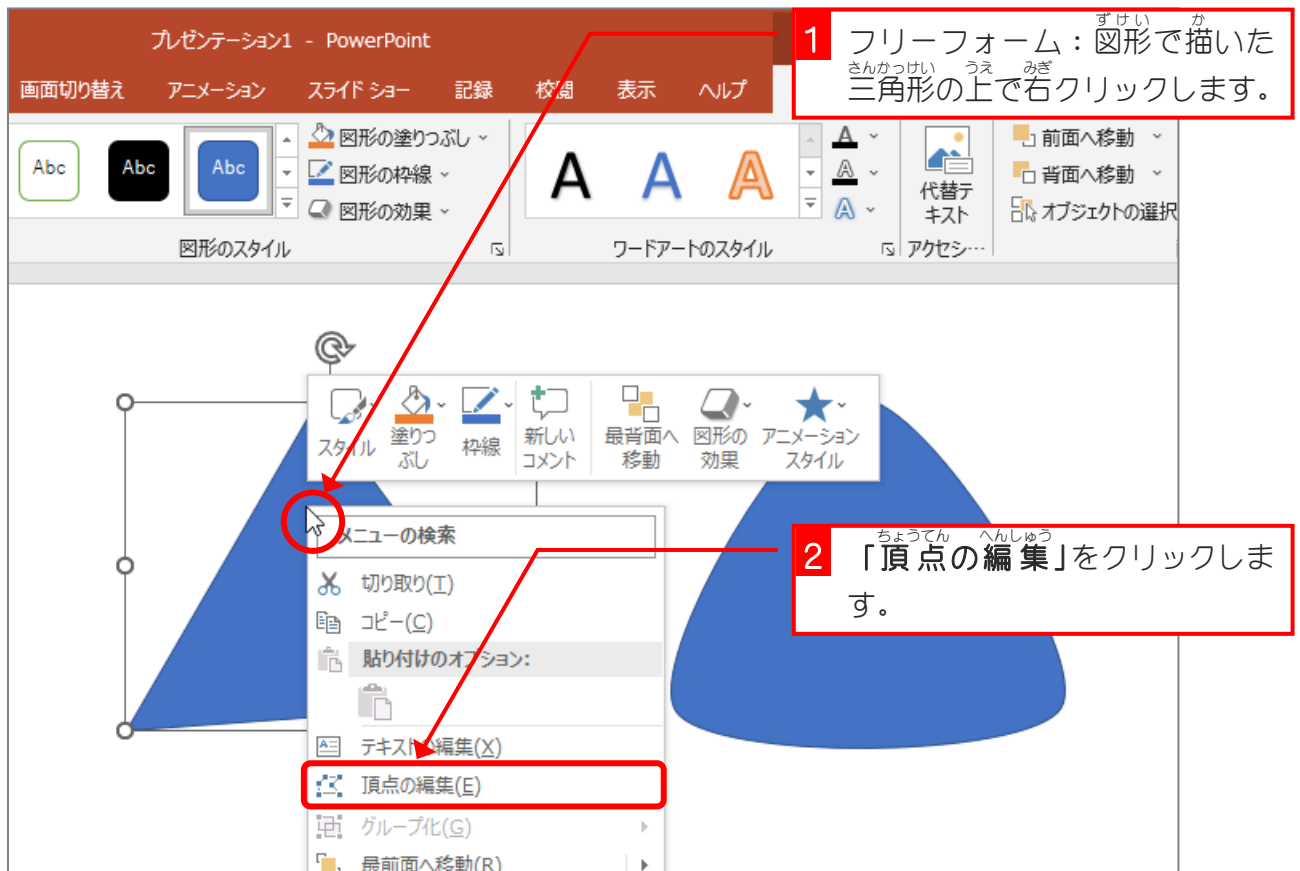 プレゼンテーション1 - PowerPoint
画面切り替え アニメーション スライド ショー 記録 校閲 表示 ヘルプ
1 フリーフォーム：図形で描いた
ずけい か
三角形の上で右クリックします。
さんかっけい うえ みぎ
Abc Abc Abc
図形の塗りつぶし
図形の枠線
図形の効果
図形のスタイル
A A A
ワードアートのスタイル
A
A
A
代替テ
キスト
アクセシ…
前面へ移動
背面へ移動
オブジェクトの選択
スタイル
塗りつ
ぶし
枠線
新しい
コメント
最背面へ
移動
図形の
効果
アニメーション
スタイル
メニューの検索
切り取り(T)
コピー(C)
貼り付けのオプション:
テキストの編集(X)
頂点の編集(E)
グループ化(G)
最前面へ移動(R)
2 「頂点の編集」をクリックしま
ちょうてん へんしゅう
す。